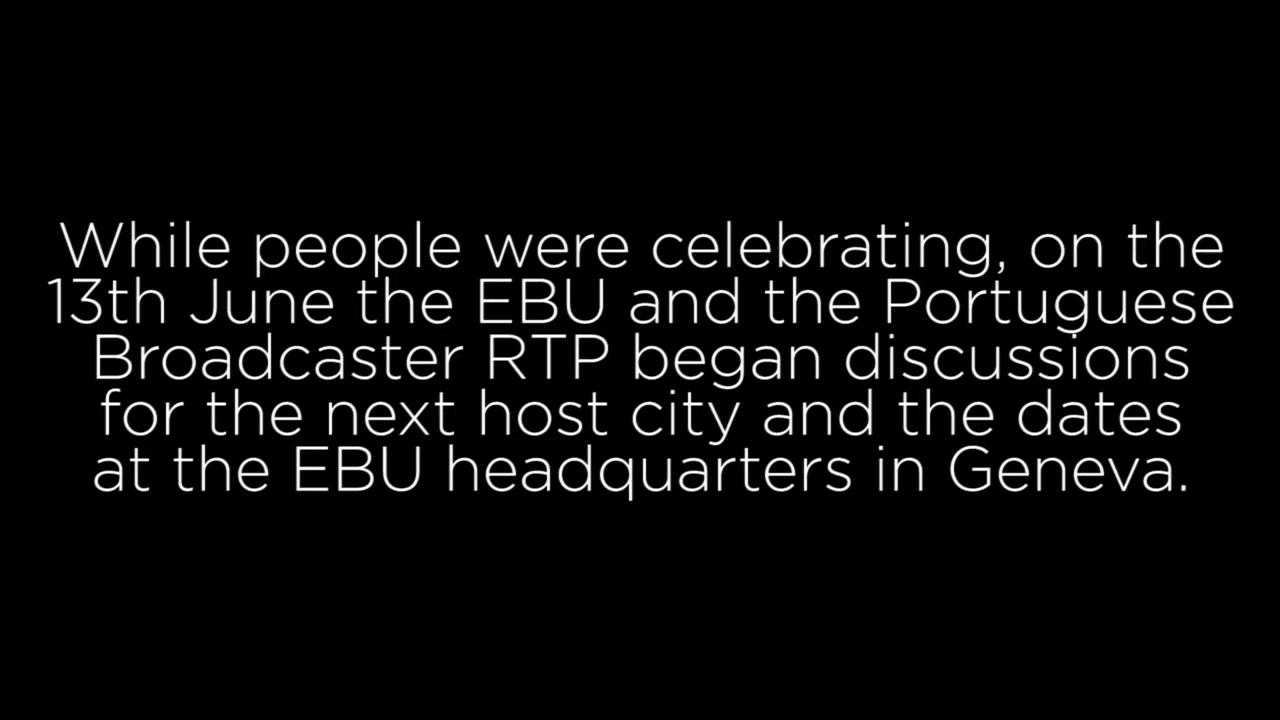 While people were celebrating, on the
13th June the EBU and the Portuguese
Broadcaster RTP began discussions
for the next host city and the dates
at the EBU headquarters in Geneva.